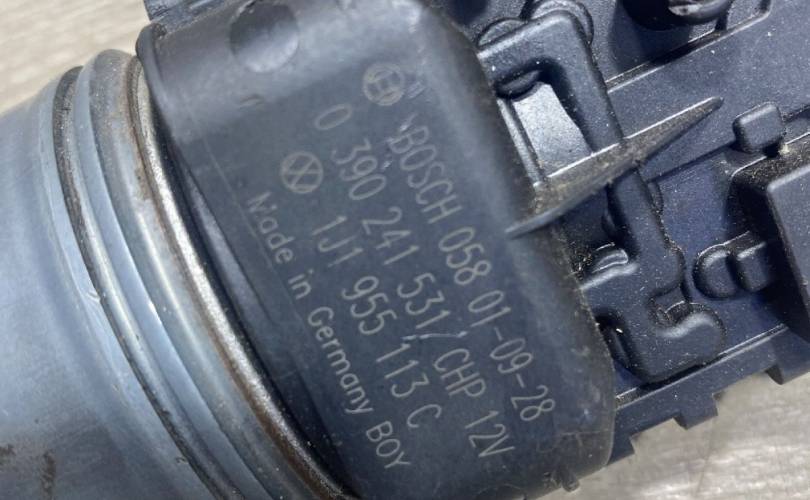 BOSCH 058 01-09-28
0 390 241 531/CHP 12V
1J1 955 113 C
Made in Germany BOY